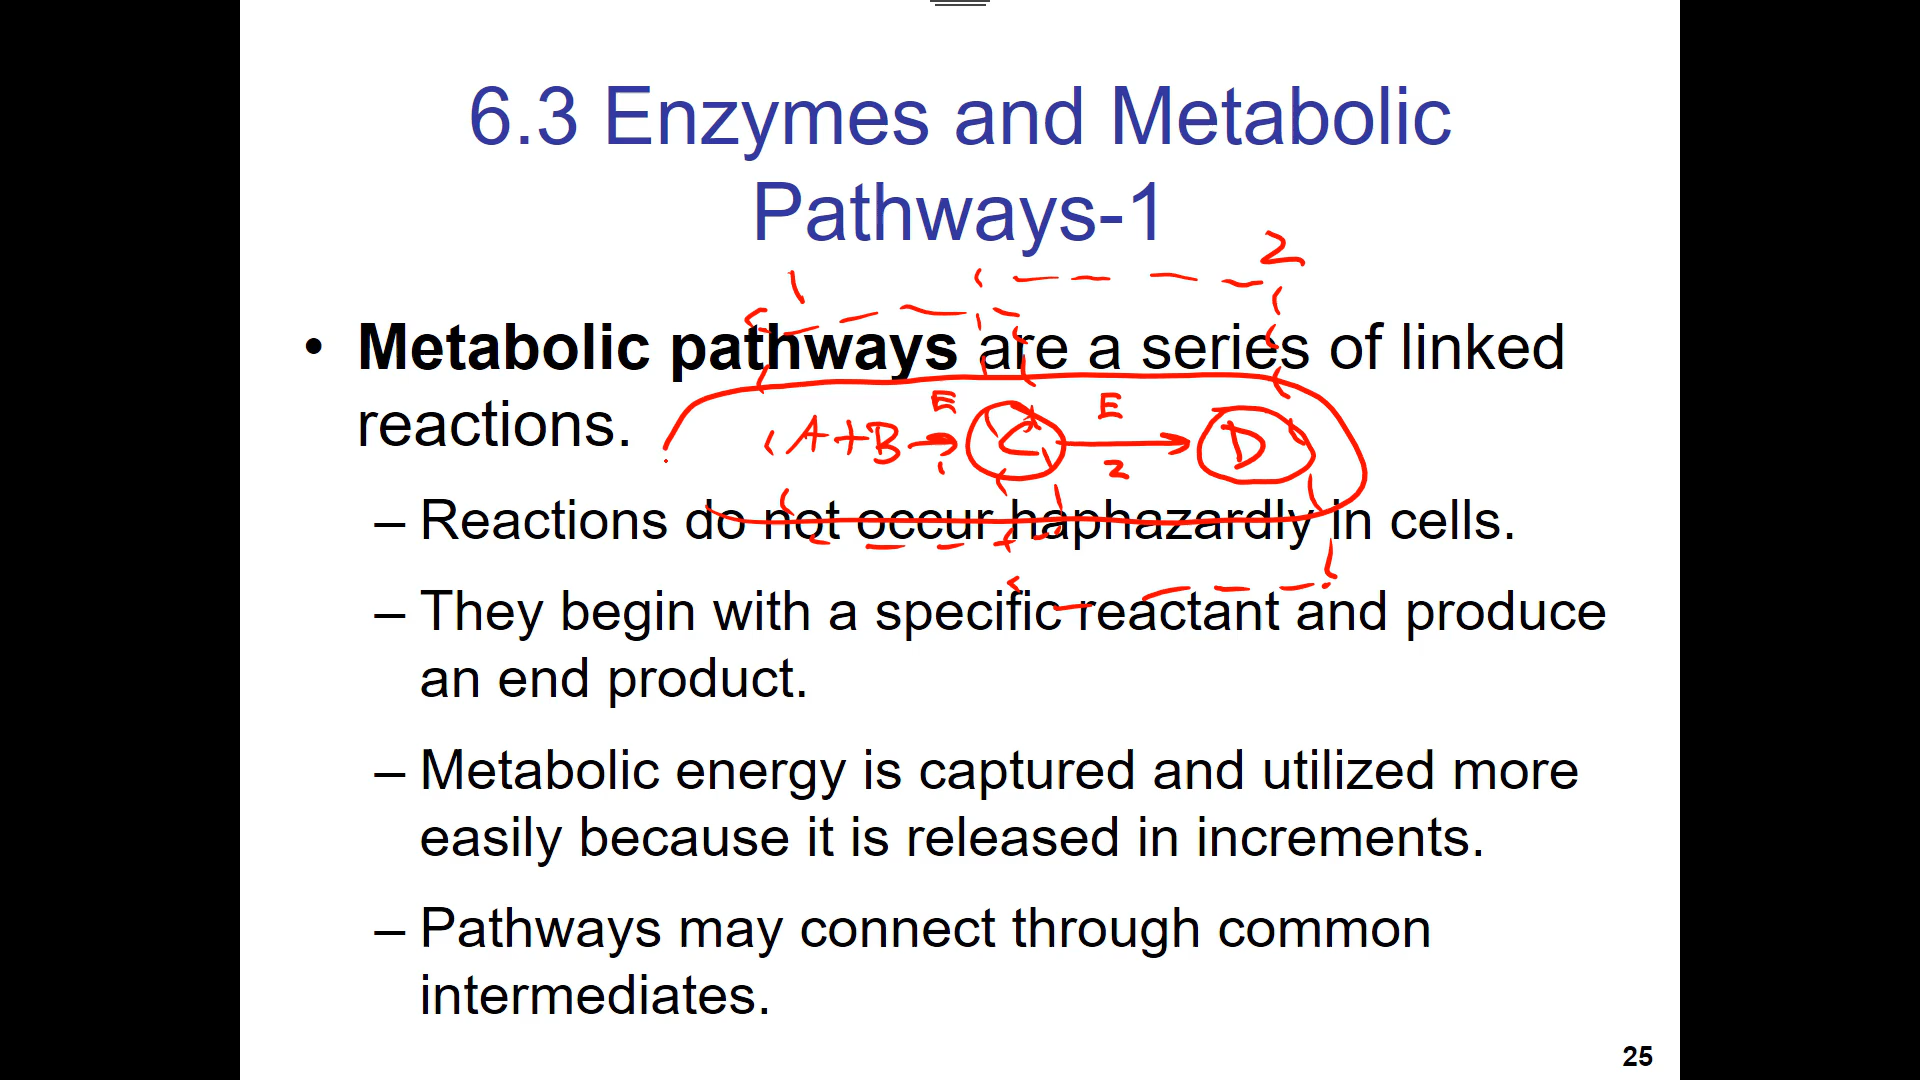 6.3 Enzymes and Metabolic
Pathways-1
1
2
• Metabolic pathways are a series of linked
reactions.
E
E
A+B → C → D
1
2
– Reactions do not occur haphazardly in cells.
– They begin with a specific reactant and produce
an end product.
– Metabolic energy is captured and utilized more
easily because it is released in increments.
– Pathways may connect through common
intermediates.
25